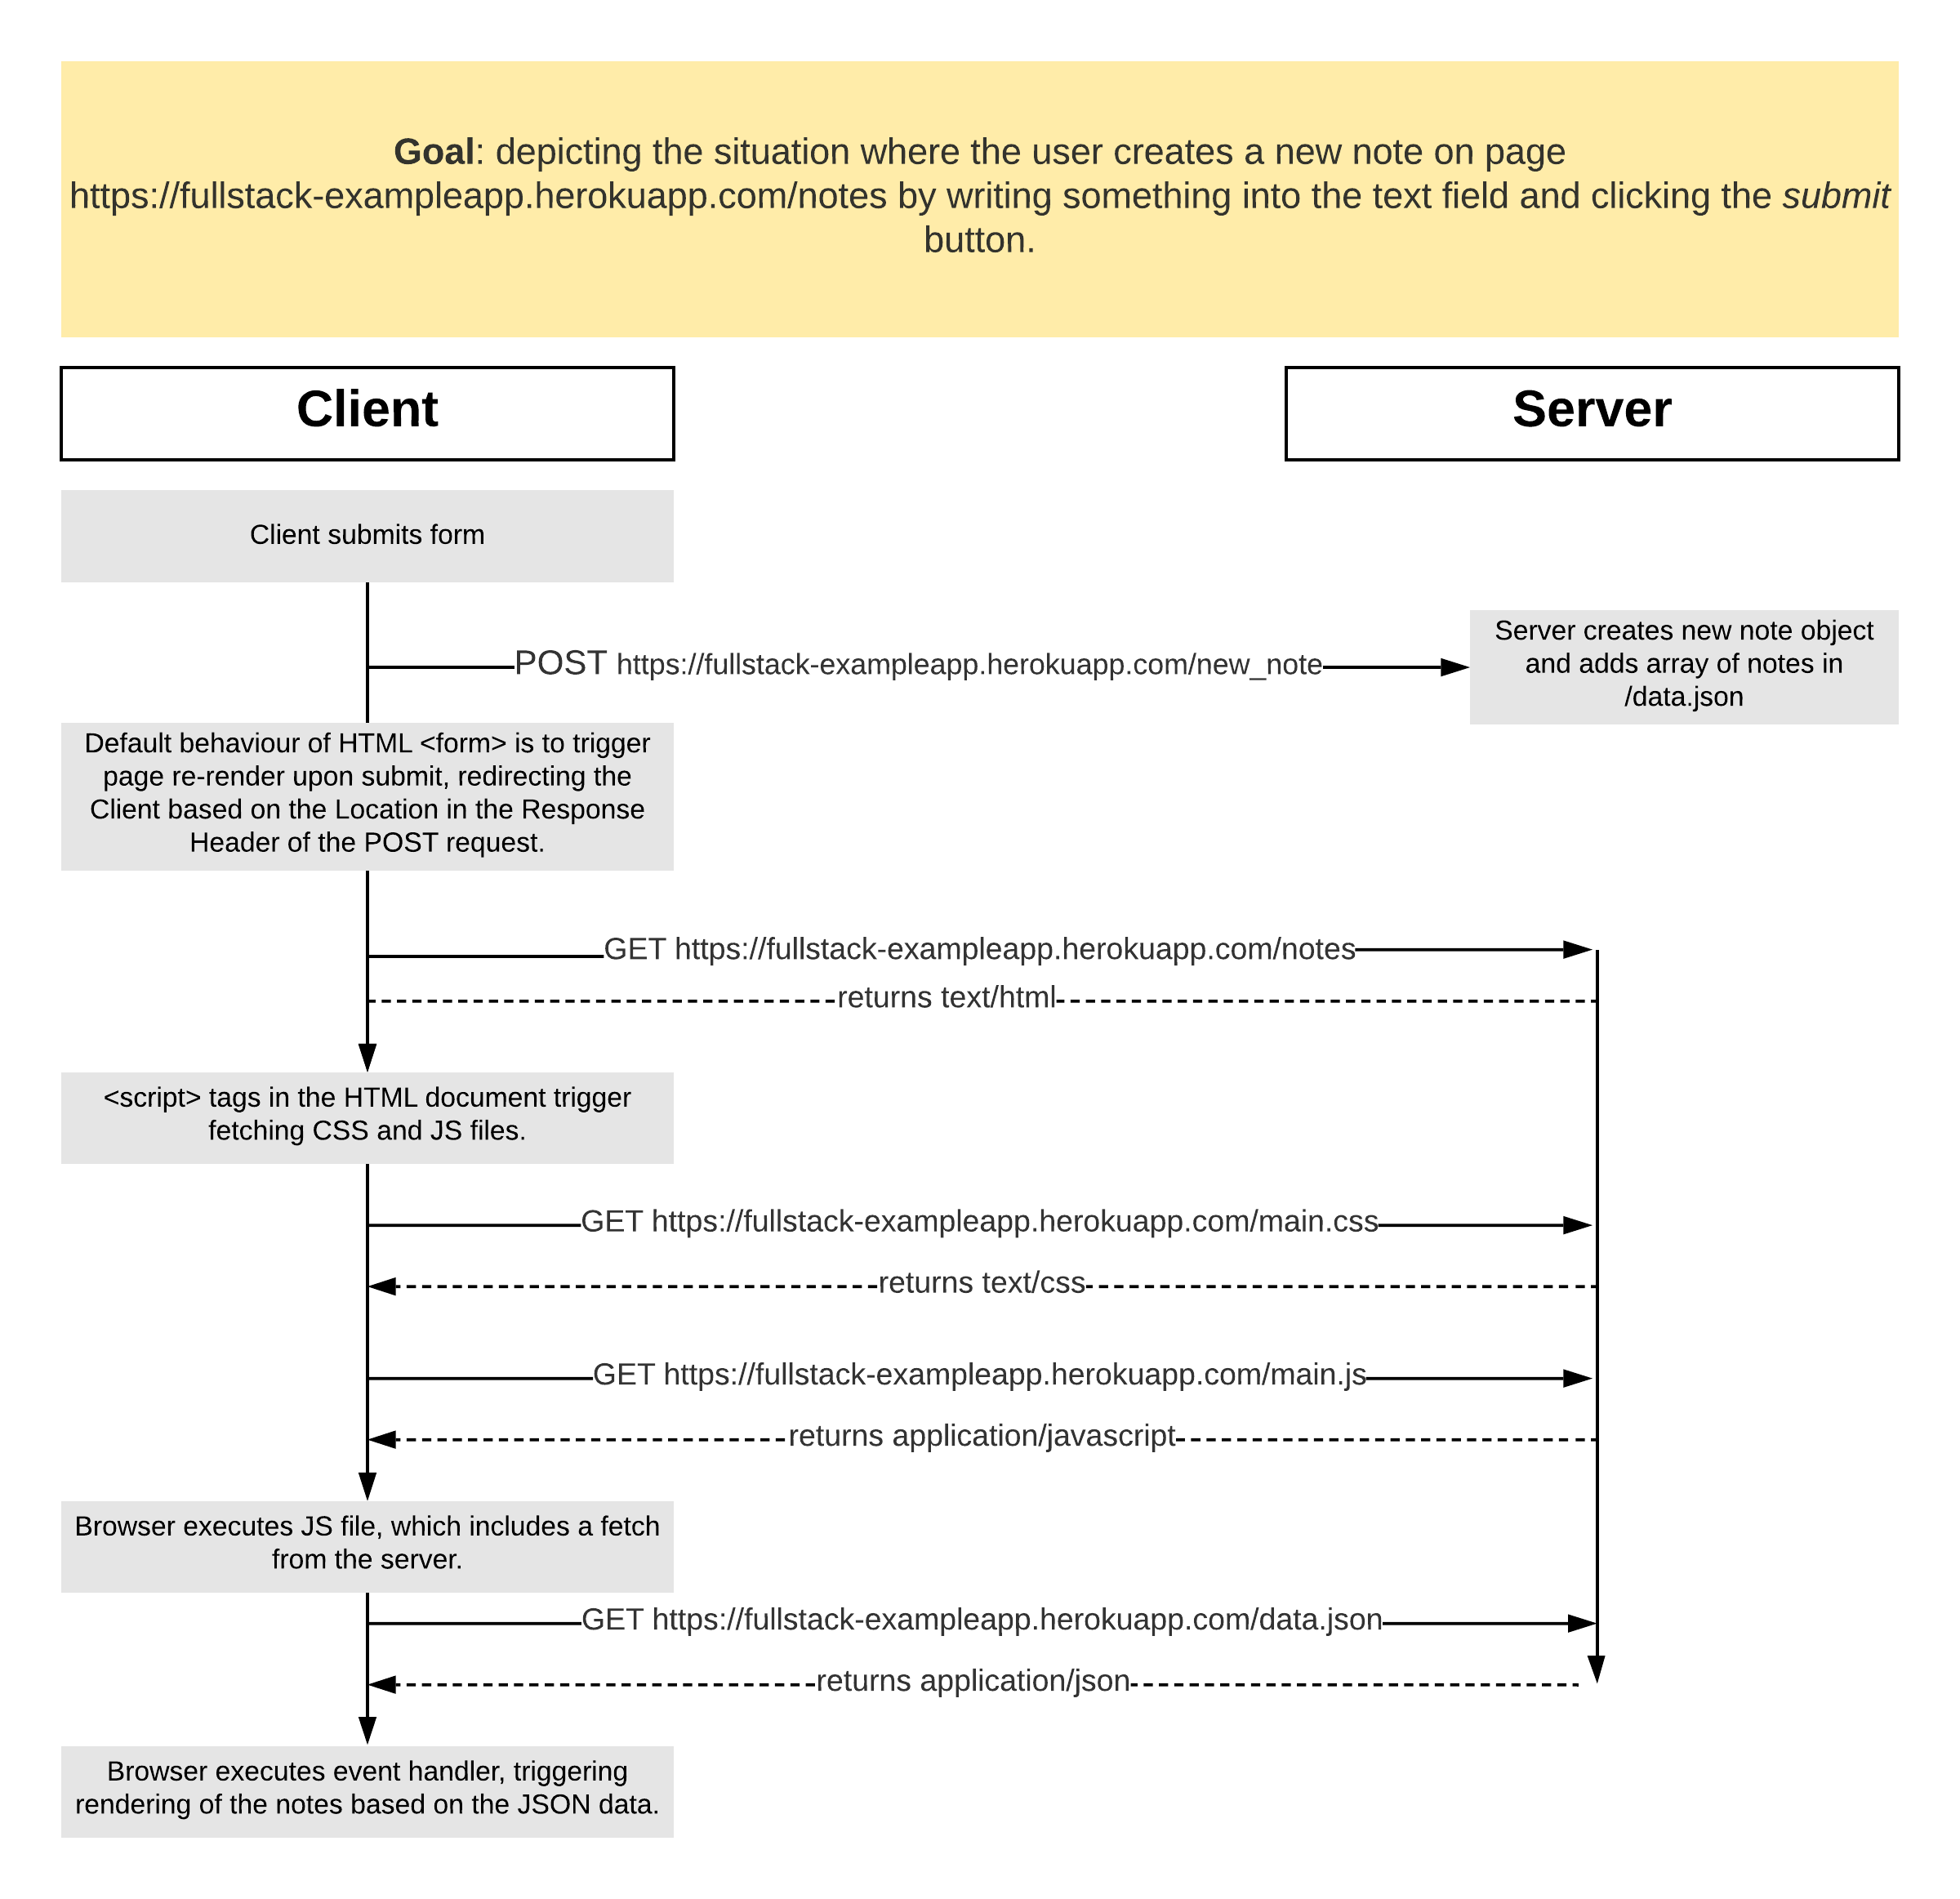 Goal: depicting the situation where the user creates a new note on page
https://fullstack-exampleapp.herokuapp.com/notes by writing something into the text field and clicking the submit
button.
Client
Server
Client submits form
POST https://fullstack-exampleapp.herokuapp.com/new_note
Server creates new note object
and adds array of notes in
/data.json
Default behaviour of HTML <form> is to trigger
page re-render upon submit, redirecting the
Client based on the Location in the Response
Header of the POST request.
GET https://fullstack-exampleapp.herokuapp.com/notes
returns text/html
<script> tags in the HTML document trigger
fetching CSS and JS files.
GET https://fullstack-exampleapp.herokuapp.com/main.css
returns text/css
GET https://fullstack-exampleapp.herokuapp.com/main.js
returns application/javascript
Browser executes JS file, which includes a fetch
from the server.
GET https://fullstack-exampleapp.herokuapp.com/data.json
returns application/json
Browser executes event handler, triggering
rendering of the notes based on the JSON data.